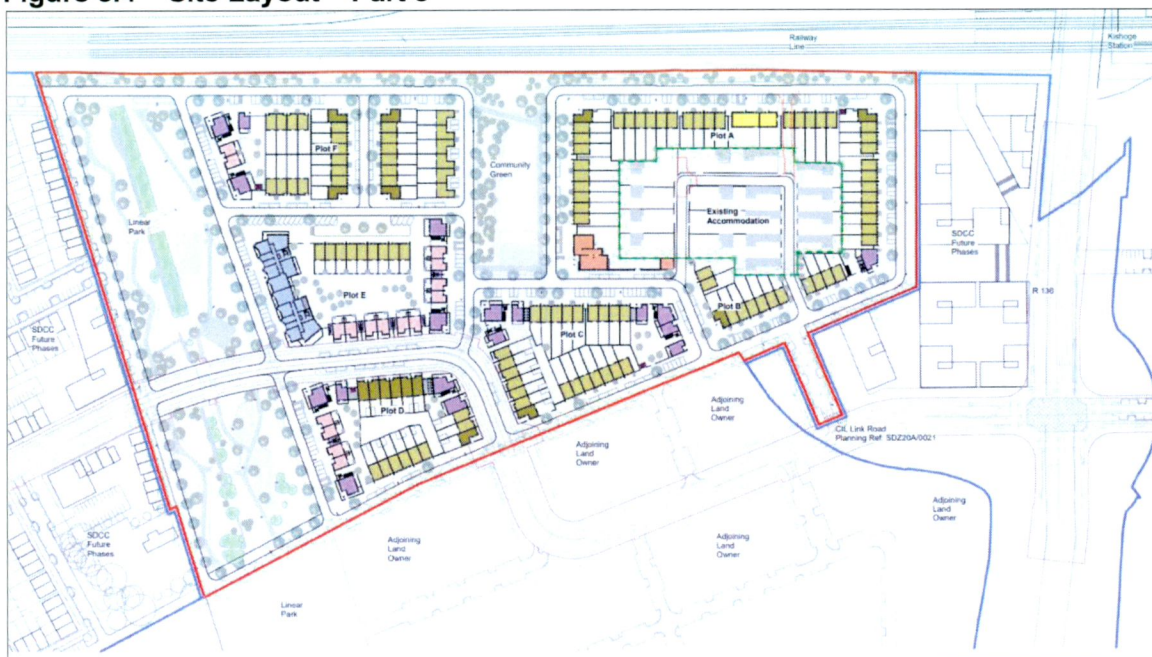 Railway
Line
Kishoge
Station
Plot A
Plot F
Community
Green
Linear
Park
Existing
Accommodation
SDCC
Future
Phases
Plot E
R 136
Plot B
SDCC
Future
Phases
Plot C
Adjoining
Land
Owner
Plot D
CIL Link Road
Planning Ref. SDZ20A/0021
Adjoining
Land
Owner
Adjoining
Land
Owner
SDCC
Future
Phases
Adjoining
Land
Owner
Adjoining
Land
Owner
Linear
Park